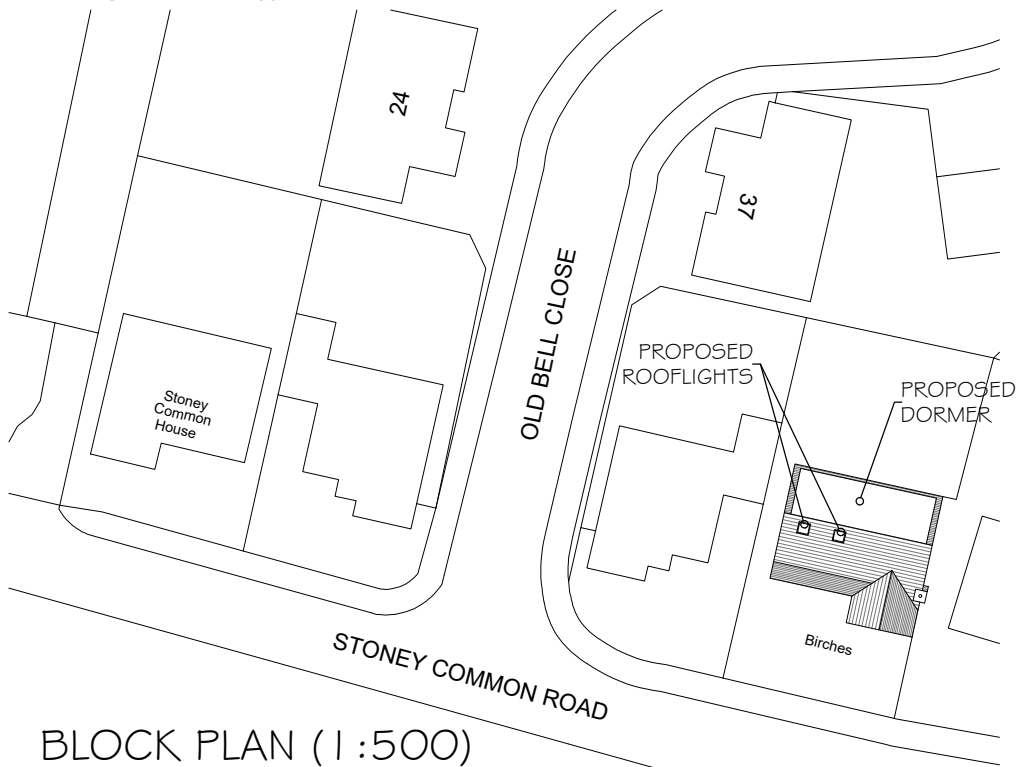 24
37
OLD BELL CLOSE
PROPOSED
ROOFLIGHTS
PROPOSED
DORMER
Stoney
Common
House
Birches
STONEY COMMON ROAD
BLOCK PLAN (1:500)